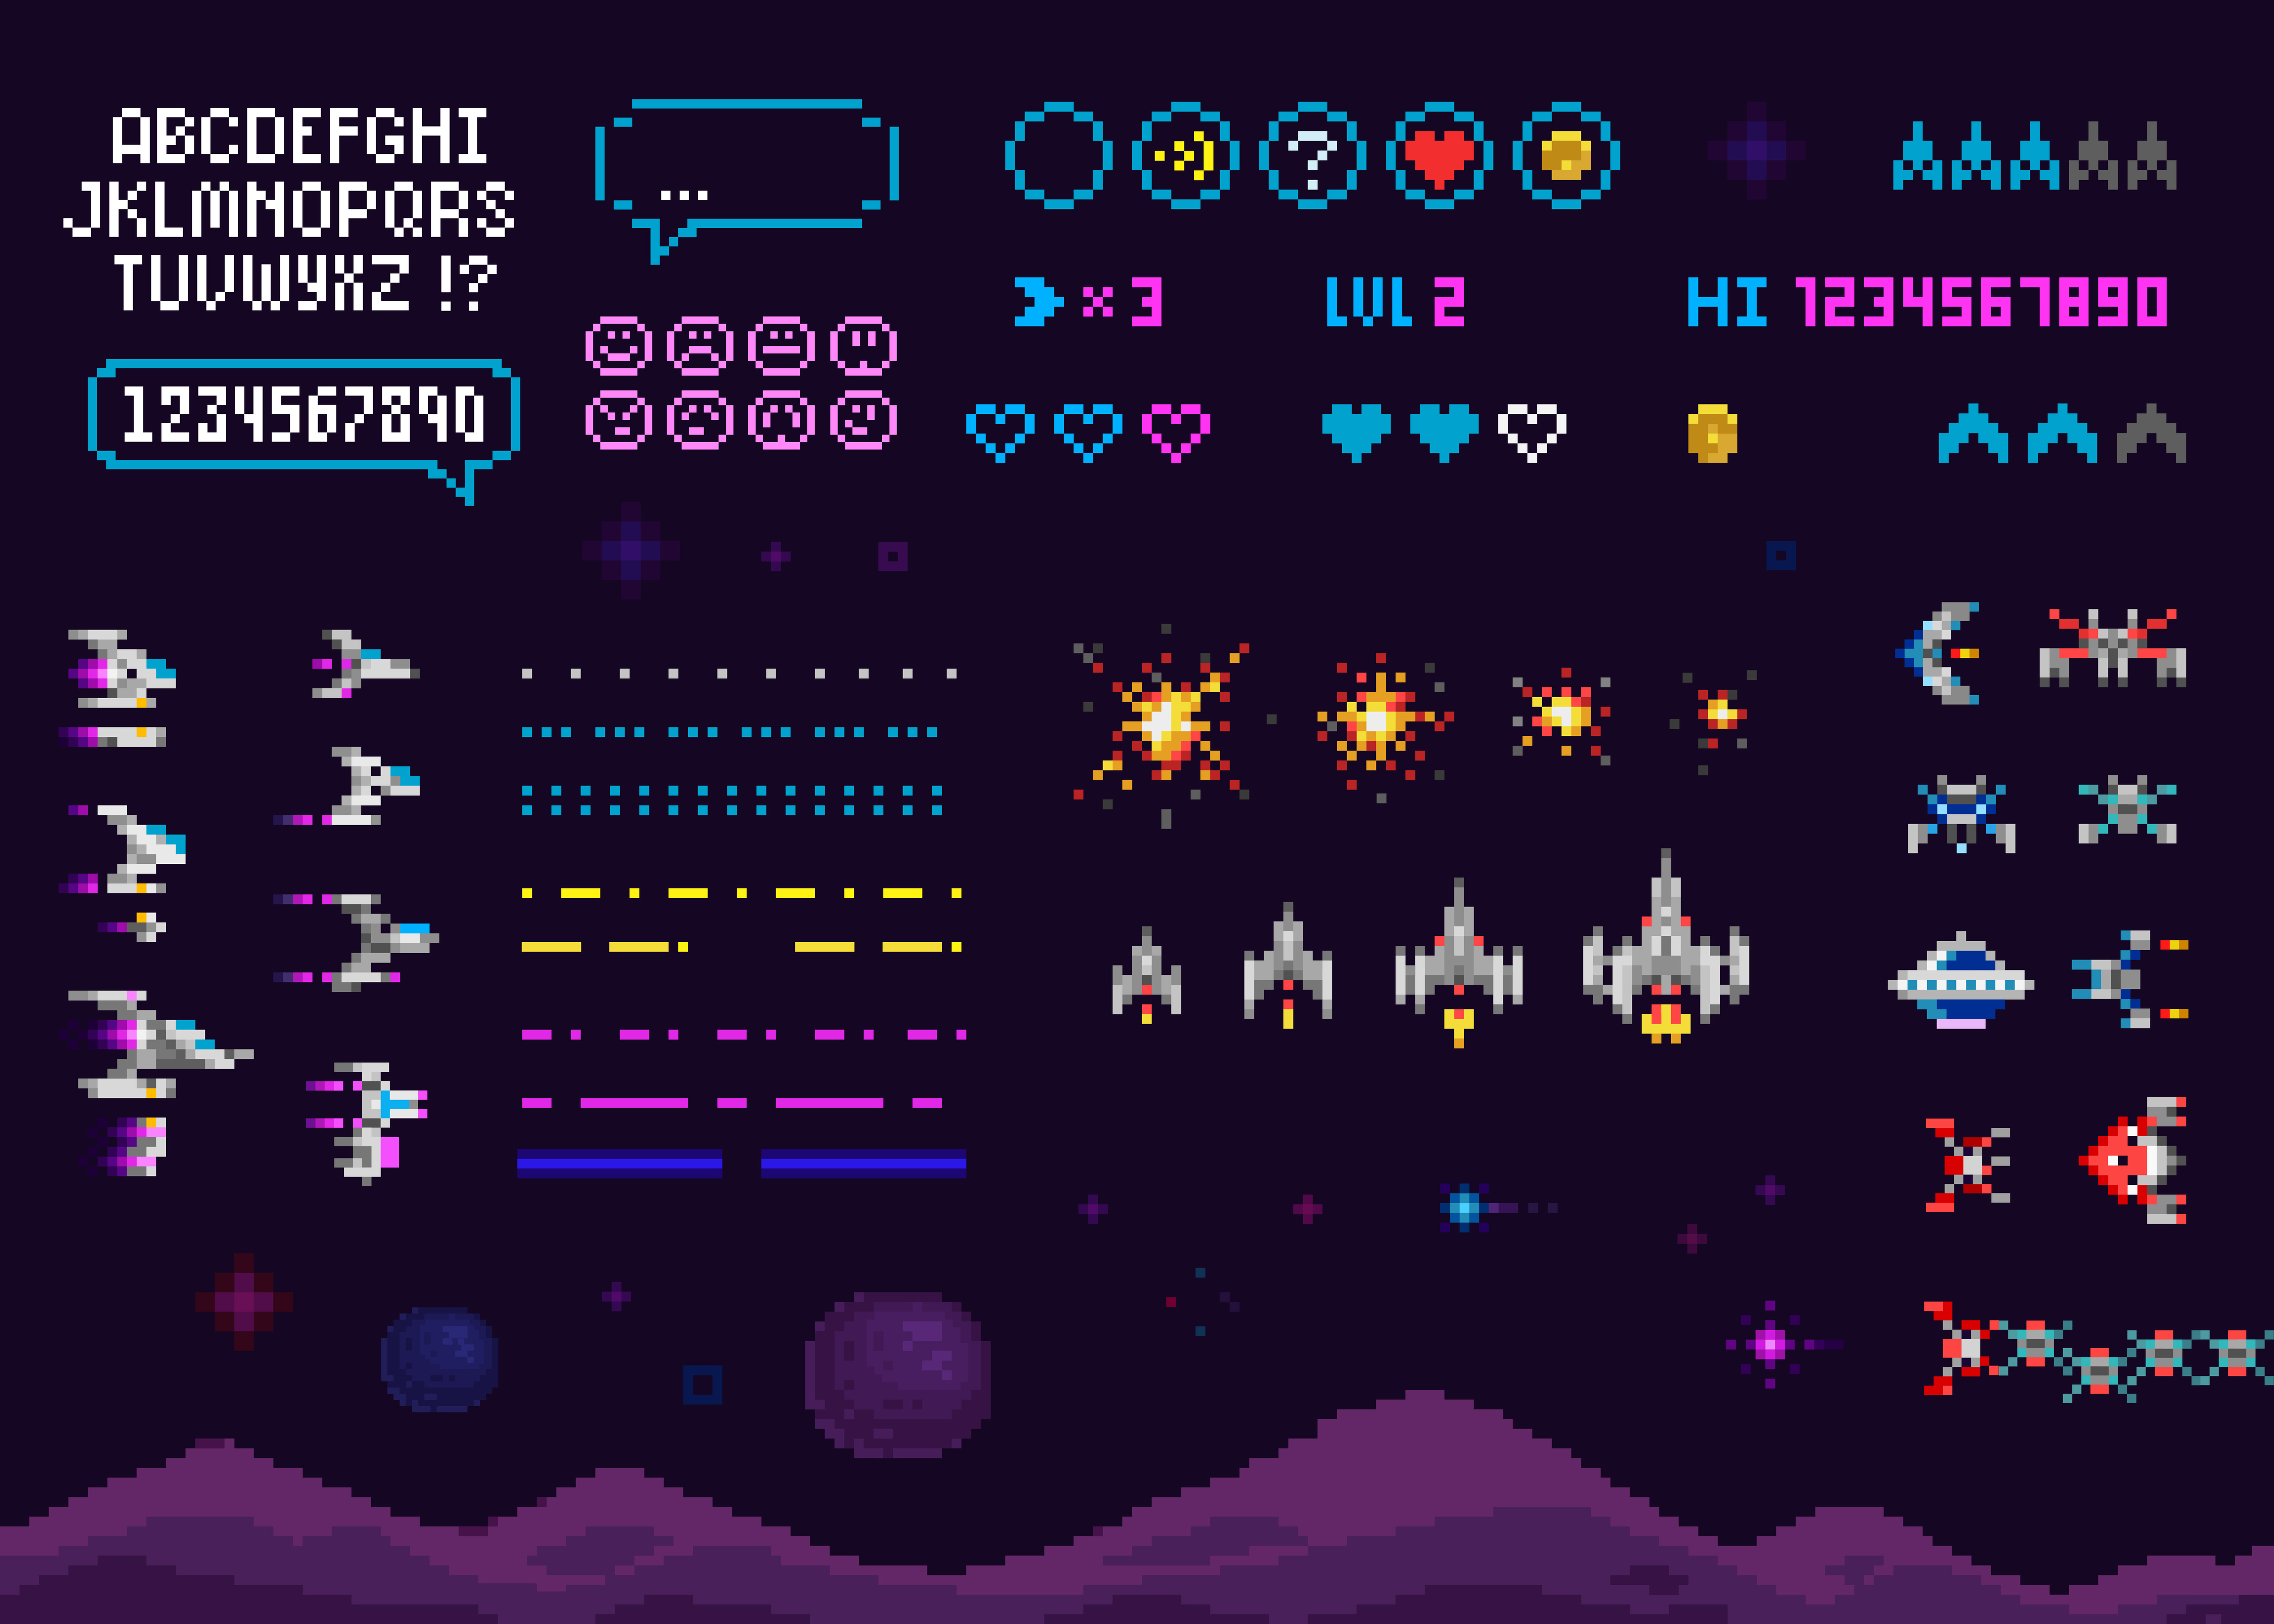 ABCDEFGHI
JKLMNOPQRS
TUVWYXZ !?
1234567890
...
?
× 3
LVL 2
HI 1234567890